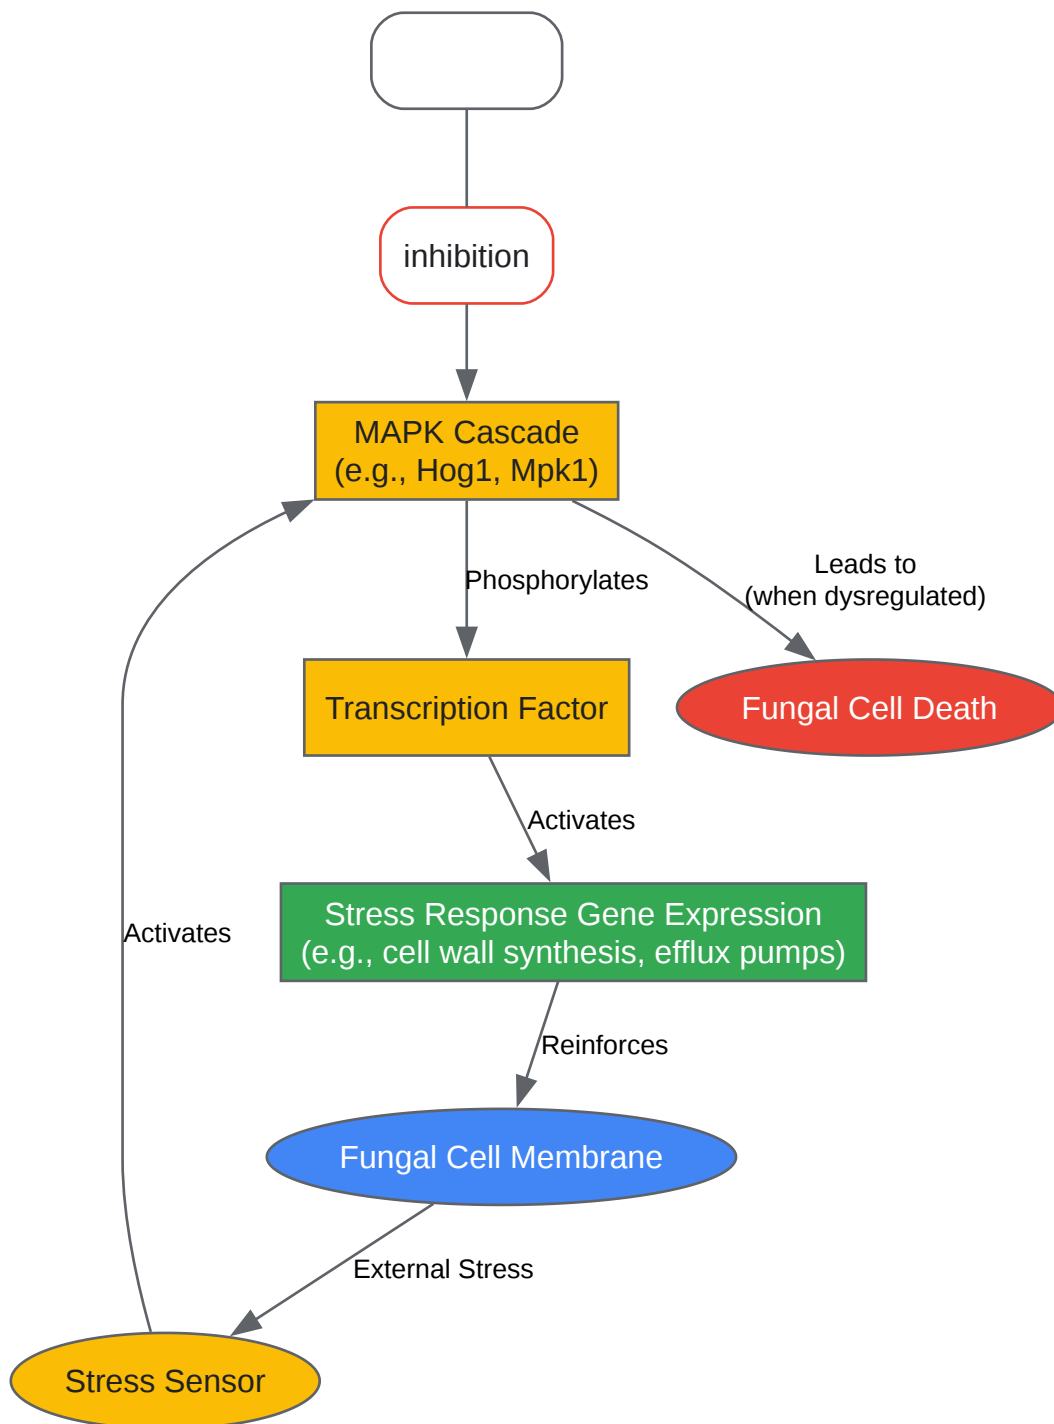 inhibition
MAPK Cascade
(e.g., Hog1, Mpk1)
Phosphorylates
Leads to
(when dysregulated)
Transcription Factor
Fungal Cell Death
Activates
Stress Response Gene Expression
(e.g., cell wall synthesis, efflux pumps)
Activates
Reinforces
Fungal Cell Membrane
External Stress
Stress Sensor